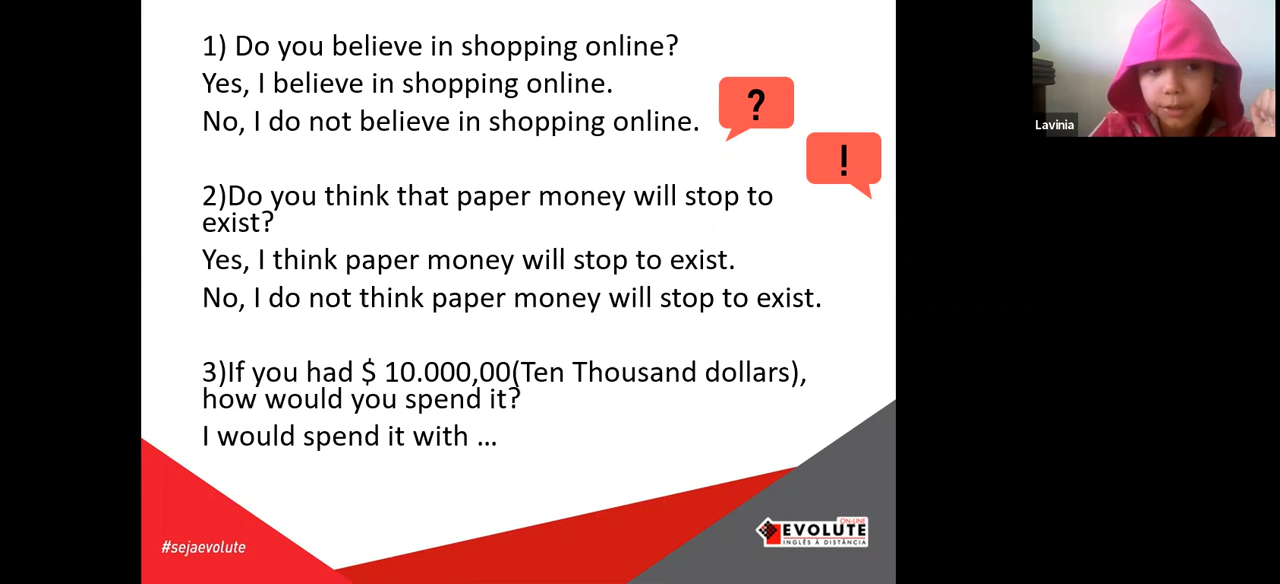 1) Do you believe in shopping online?
Yes, I believe in shopping online.
No, I do not believe in shopping online.
?
!
2)Do you think that paper money will stop to
exist?
Yes, I think paper money will stop to exist.
No, I do not think paper money will stop to exist.
3)If you had $ 10.000,00(Ten Thousand dollars),
how would you spend it?
I would spend it with ...
Lavinia
#sejaevolute
ON-LINE
EVOLUTE
INGLÊS À DISTÂNCIA